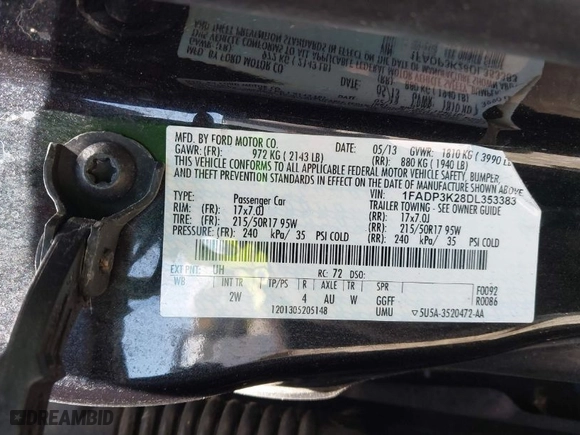 MFD. BY FORD MOTOR CO. 05/13 GVWR: 1810 KG ( 3990 LB
GAWR: (FR) 972 KG ( 2143 LB) (RR) 880 KG ( 1940 LB)
THIS VEHICLE CONFORMS TO ALL APPLICABLE FEDERAL MOTOR VEHICLE SAFETY, BUMPER,
AND THEFT PREVENTION STANDARDS IN EFFECT ON THE DATE OF MANUFACTURE SHOWN ABOVE.
VIN: 1FADP3K28DL353383
TYPE: Passenger Car TRAILER TOWING - SEE OWNER GUIDE
RIM: (FR) 17x7.0J (RR) 17x7.0J
TIRE: (FR) 215/50R17 95W (RR) 215/50R17 95W
PRESSURE: (FR) 240 kPa/ 35 PSI COLD (RR) 240 kPa/ 35 PSI COLD
EXT PNT: UH RC: 72 DSO:
WB INT TR TP/PS R AXLE TR SPR F0092
2W 4 AU W GGFF R0086
1201305205148 UMU ▽5U5A-3520472-AA
DREAMBID